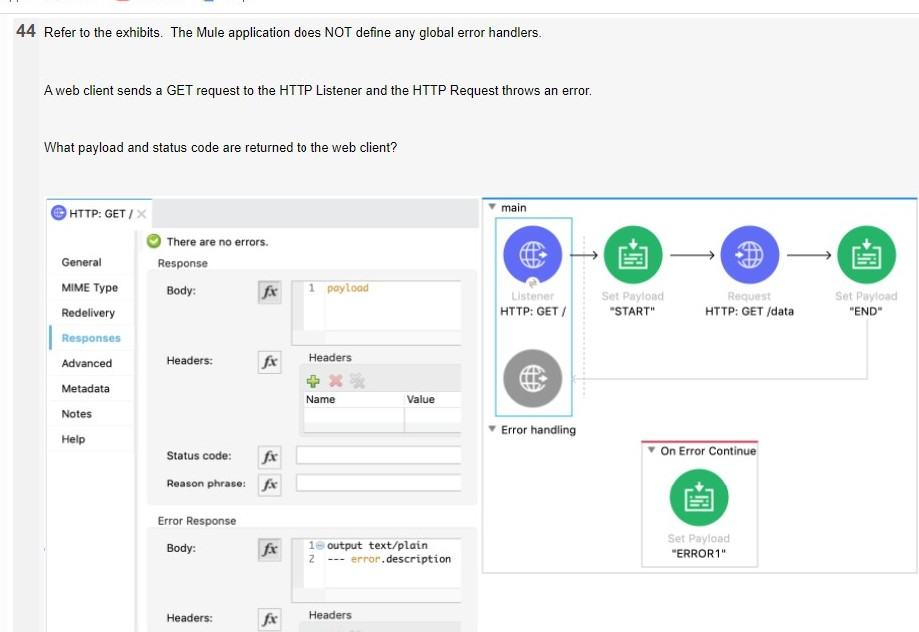 44 Refer to the exhibits. The Mule application does NOT define any global error handlers.
A web client sends a GET request to the HTTP Listener and the HTTP Request throws an error.
What payload and status code are returned to the web client?
HTTP: GET /
There are no errors.
General
MIME Type
Redelivery
Responses
Advanced
Metadata
Notes
Help
Response
Body:
fx
1 payload
Headers:
fx
Headers
Name Value
Status code:
fx
Reason phrase:
fx
Error Response
Body:
fx
1 output text/plain
2 --- error.description
Headers:
fx
Headers
main
Listener
HTTP: GET /
Set Payload
"START"
Request
HTTP: GET /data
Set Payload
"END"
Error handling
On Error Continue
Set Payload
"ERROR1"